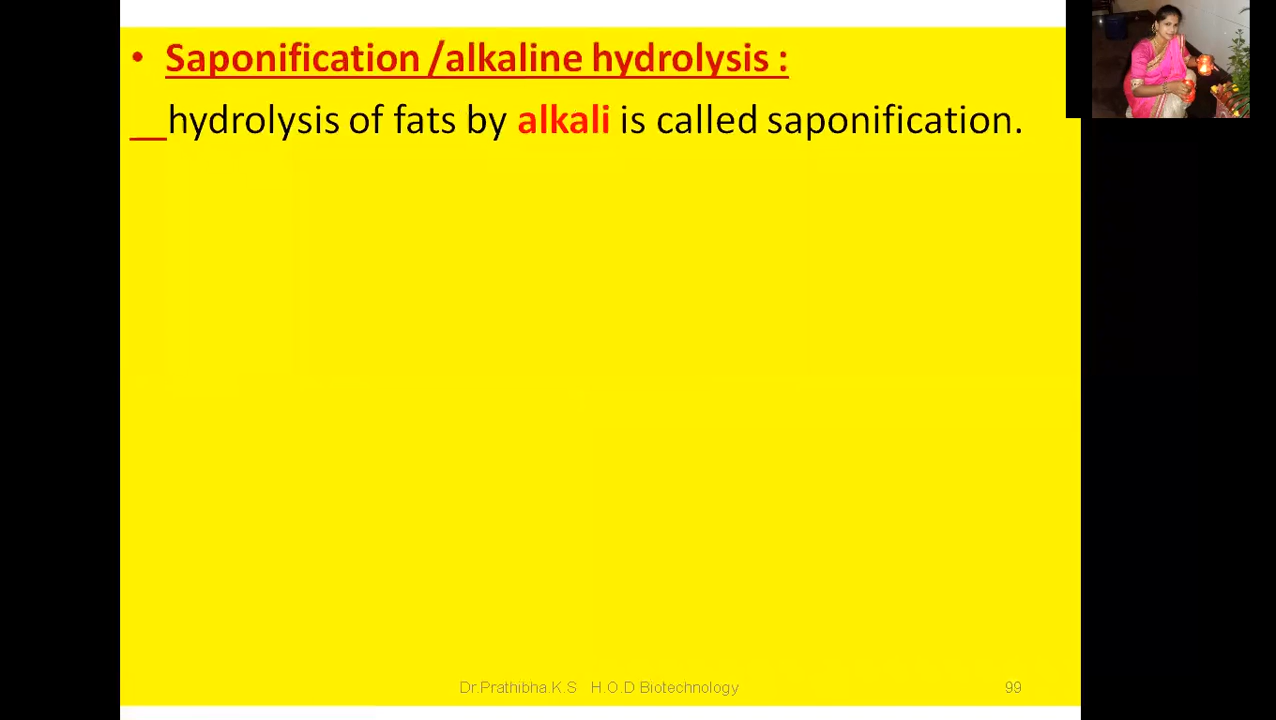 • Saponification /alkaline hydrolysis :
__hydrolysis of fats by alkali is called saponification.
Dr.Prathibha.K.S H.O.D Biotechnology 99